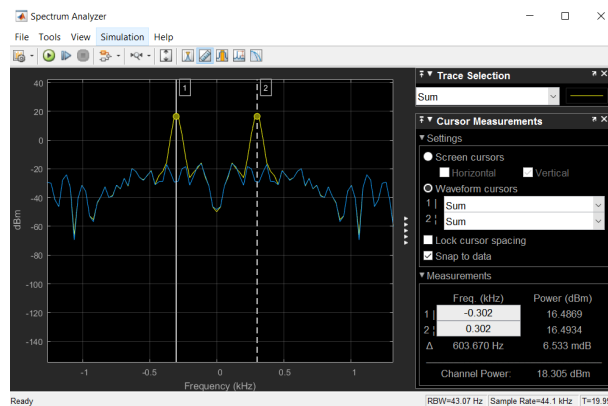 Spectrum Analyzer
File Tools View Simulation Help
40
20
0
-20
-40
-60
-80
-100
-120
-140
dBm
1
2
-1
-0.5
0
0.5
1
Frequency (kHz)
Trace Selection
Sum
Cursor Measurements
Settings
Screen cursors
Horizontal Vertical
Waveform cursors
1 Sum
2 Sum
Lock cursor spacing
Snap to data
Measurements
Freq. (kHz) Power (dBm)
1 -0.302 16.4869
2 0.302 16.4934
Δ 603.670 Hz 6.533 mdB
Channel Power: 18.305 dBm
Ready
RBW=43.07 Hz Sample Rate=44.1 kHz